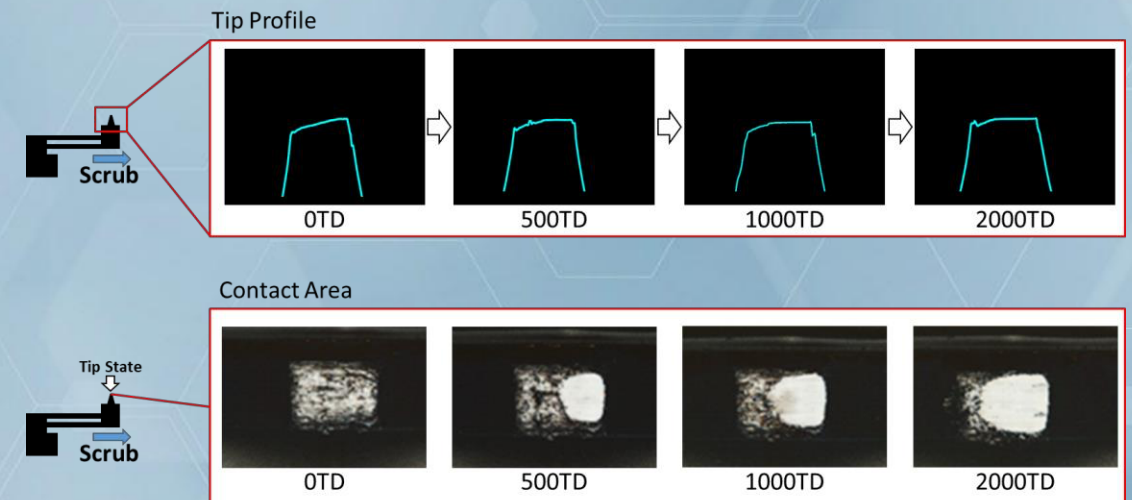 Tip Profile
Scrub
0TD
500TD
1000TD
2000TD
Contact Area
Tip State
Scrub
0TD
500TD
1000TD
2000TD